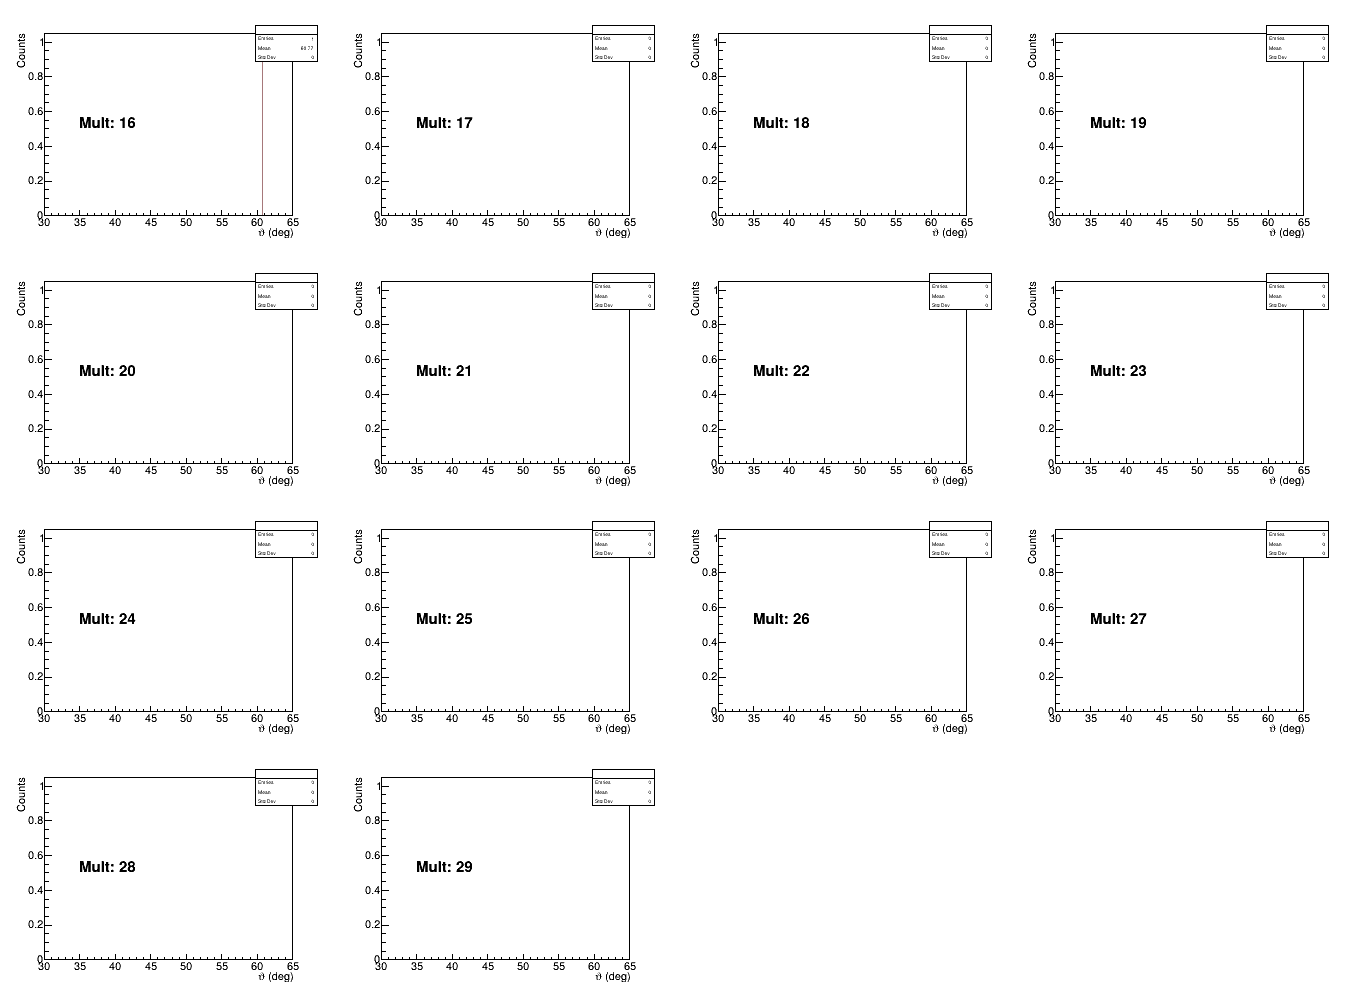 Counts
1
0.8
0.6
0.4
0.2
0
Mult: 16
Entries 1
Mean 60.77
Std Dev 0
30 35 40 45 50 55 60 65
ϑ (deg)
Counts
1
0.8
0.6
0.4
0.2
0
Mult: 17
Entries 0
Mean 0
Std Dev 0
30 35 40 45 50 55 60 65
ϑ (deg)
Counts
1
0.8
0.6
0.4
0.2
0
Mult: 18
Entries 0
Mean 0
Std Dev 0
30 35 40 45 50 55 60 65
ϑ (deg)
Counts
1
0.8
0.6
0.4
0.2
0
Mult: 19
Entries 0
Mean 0
Std Dev 0
30 35 40 45 50 55 60 65
ϑ (deg)
Counts
1
0.8
0.6
0.4
0.2
0
Mult: 20
Entries 0
Mean 0
Std Dev 0
30 35 40 45 50 55 60 65
ϑ (deg)
Counts
1
0.8
0.6
0.4
0.2
0
Mult: 21
Entries 0
Mean 0
Std Dev 0
30 35 40 45 50 55 60 65
ϑ (deg)
Counts
1
0.8
0.6
0.4
0.2
0
Mult: 22
Entries 0
Mean 0
Std Dev 0
30 35 40 45 50 55 60 65
ϑ (deg)
Counts
1
0.8
0.6
0.4
0.2
0
Mult: 23
Entries 0
Mean 0
Std Dev 0
30 35 40 45 50 55 60 65
ϑ (deg)
Counts
1
0.8
0.6
0.4
0.2
0
Mult: 24
Entries 0
Mean 0
Std Dev 0
30 35 40 45 50 55 60 65
ϑ (deg)
Counts
1
0.8
0.6
0.4
0.2
0
Mult: 25
Entries 0
Mean 0
Std Dev 0
30 35 40 45 50 55 60 65
ϑ (deg)
Counts
1
0.8
0.6
0.4
0.2
0
Mult: 26
Entries 0
Mean 0
Std Dev 0
30 35 40 45 50 55 60 65
ϑ (deg)
Counts
1
0.8
0.6
0.4
0.2
0
Mult: 27
Entries 0
Mean 0
Std Dev 0
30 35 40 45 50 55 60 65
ϑ (deg)
Counts
1
0.8
0.6
0.4
0.2
0
Mult: 28
Entries 0
Mean 0
Std Dev 0
30 35 40 45 50 55 60 65
ϑ (deg)
Counts
1
0.8
0.6
0.4
0.2
0
Mult: 29
Entries 0
Mean 0
Std Dev 0
30 35 40 45 50 55 60 65
ϑ (deg)